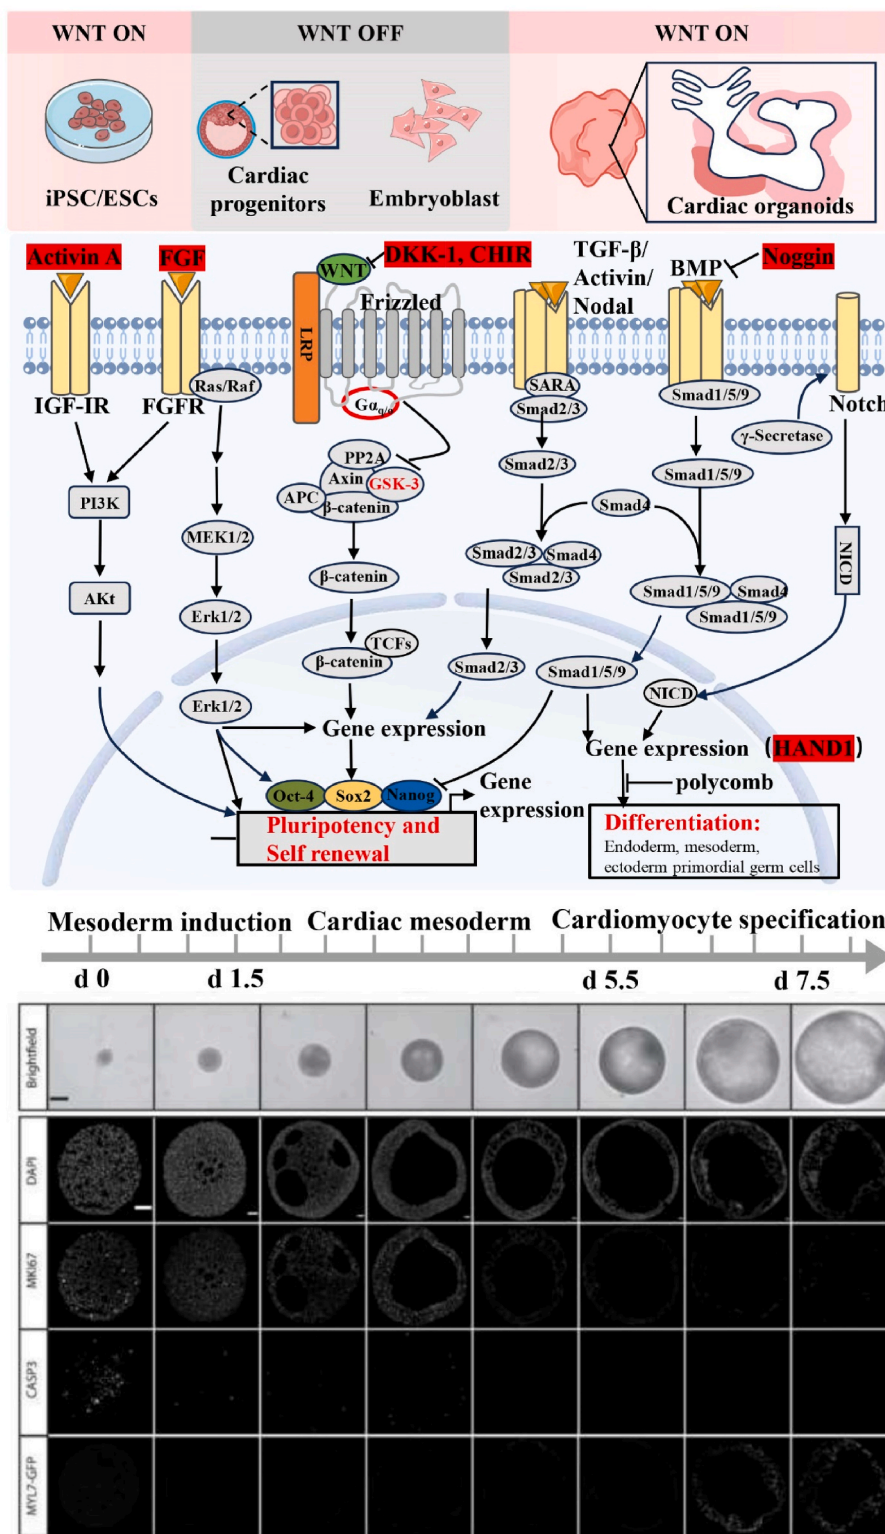 WNT ON
WNT OFF
WNT ON
iPSC/ESCs
Cardiac
progenitors
Embryoblast
Cardiac organoids
Activin A
FGF
WNT
DKK-1, CHIR
TGF-β/
Activin/
Nodal
BMP
Noggin
Frizzled
LRP
IGF-IR
FGFR
Ras/Raf
Gαq/o
SARA
Smad2/3
Smad1/5/9
Notch
γ-Secretase
PP2A
Axin
GSK-3
APC
β-catenin
Smad2/3
Smad1/5/9
PI3K
MEK1/2
Smad4
NICD
Smad2/3
Smad4
Smad2/3
β-catenin
AKt
Erk1/2
Smad1/5/9
Smad4
Smad1/5/9
TCFs
β-catenin
Smad2/3
Smad1/5/9
NICD
Erk1/2
Gene expression
Gene expression
(HAND1)
Oct-4
Sox2
Nanog
Gene
expression
polycomb
Pluripotency and
Self renewal
Differentiation:
Endoderm, mesoderm,
ectoderm primordial germ cells
Mesoderm induction
Cardiac mesoderm
Cardiomyocyte specification
d 0
d 1.5
d 5.5
d 7.5
Brightfield
DAPI
MKI67
CASP3
MYL7-GFP